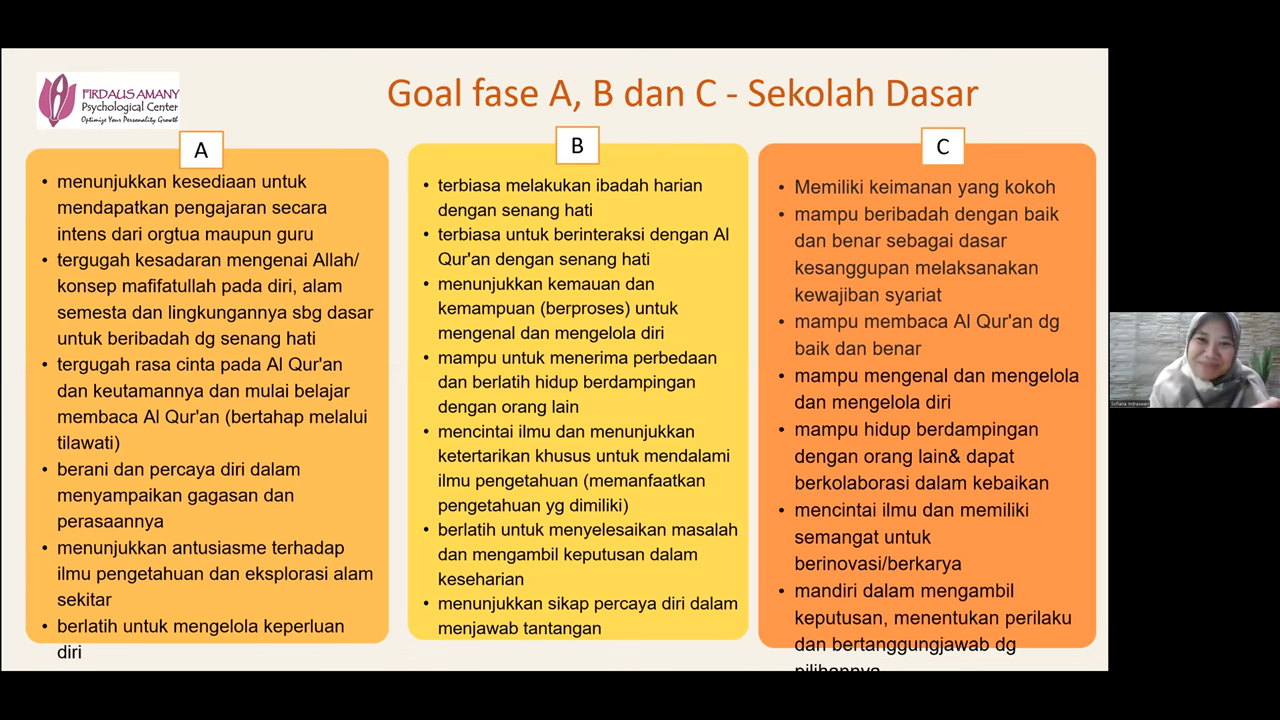 FIRDAUS AMANY
Psychological Center
Optimize Your Personality Growth
Goal fase A, B dan C - Sekolah Dasar
A
• menunjukkan kesediaan untuk
mendapatkan pengajaran secara
intens dari orgtua maupun guru
• tergugah kesadaran mengenai Allah/
konsep mafifatullah pada diri, alam
semesta dan lingkungannya sbg dasar
untuk beribadah dg senang hati
• tergugah rasa cinta pada Al Qur'an
dan keutamannya dan mulai belajar
membaca Al Qur'an (bertahap melalui
tilawati)
• berani dan percaya diri dalam
menyampaikan gagasan dan
perasaannya
• menunjukkan antusiasme terhadap
ilmu pengetahuan dan eksplorasi alam
sekitar
• berlatih untuk mengelola keperluan
diri
B
• terbiasa melakukan ibadah harian
dengan senang hati
• terbiasa untuk berinteraksi dengan Al
Qur'an dengan senang hati
• menunjukkan kemauan dan
kemampuan (berproses) untuk
mengenal dan mengelola diri
• mampu untuk menerima perbedaan
dan berlatih hidup berdampingan
dengan orang lain
• mencintai ilmu dan menunjukkan
ketertarikan khusus untuk mendalami
ilmu pengetahuan (memanfaatkan
pengetahuan yg dimiliki)
• berlatih untuk menyelesaikan masalah
dan mengambil keputusan dalam
keseharian
• menunjukkan sikap percaya diri dalam
menjawab tantangan
C
• Memiliki keimanan yang kokoh
• mampu beribadah dengan baik
dan benar sebagai dasar
kesanggupan melaksanakan
kewajiban syariat
• mampu membaca Al Qur'an dg
baik dan benar
• mampu mengenal dan mengelola
dan mengelola diri
• mampu hidup berdampingan
dengan orang lain& dapat
berkolaborasi dalam kebaikan
• mencintai ilmu dan memiliki
semangat untuk
berinovasi/berkarya
• mandiri dalam mengambil
keputusan, menentukan perilaku
dan bertanggungjawab dg
pilihannya